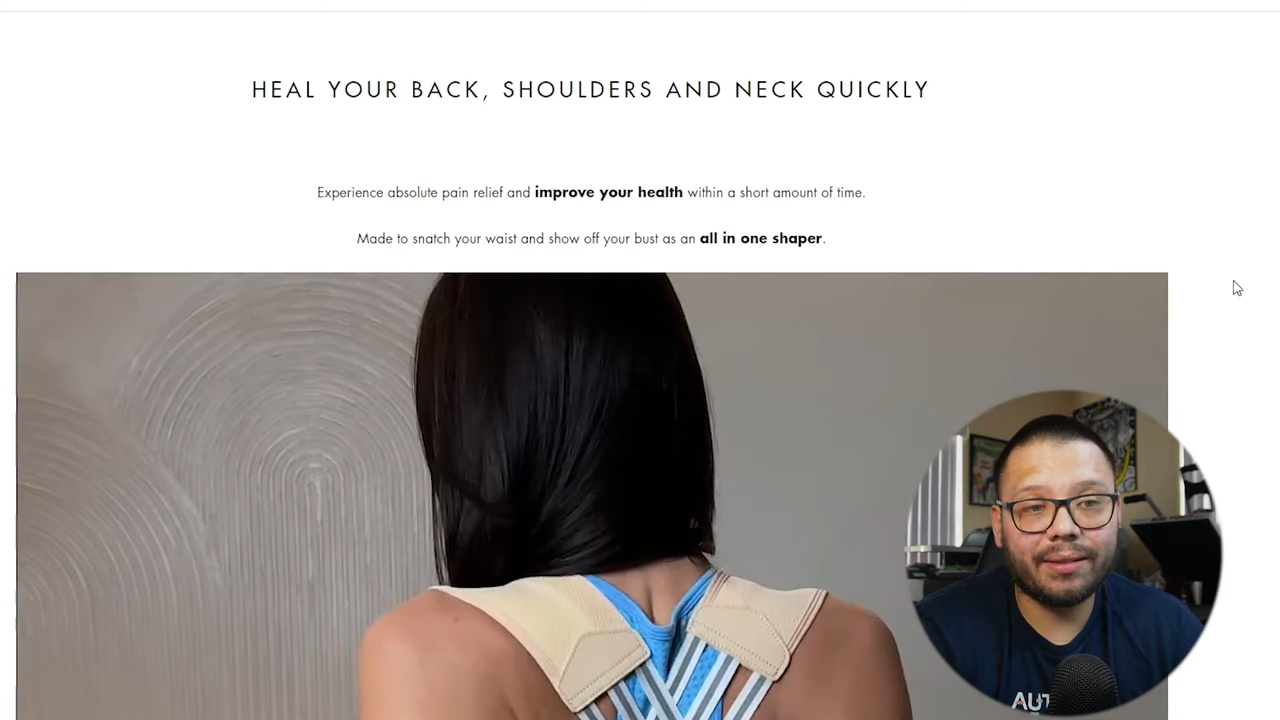 HEAL YOUR BACK, SHOULDERS AND NECK QUICKLY
Experience absolute pain relief and improve your health within a short amount of time.
Made to snatch your waist and show off your bust as an all in one shaper.